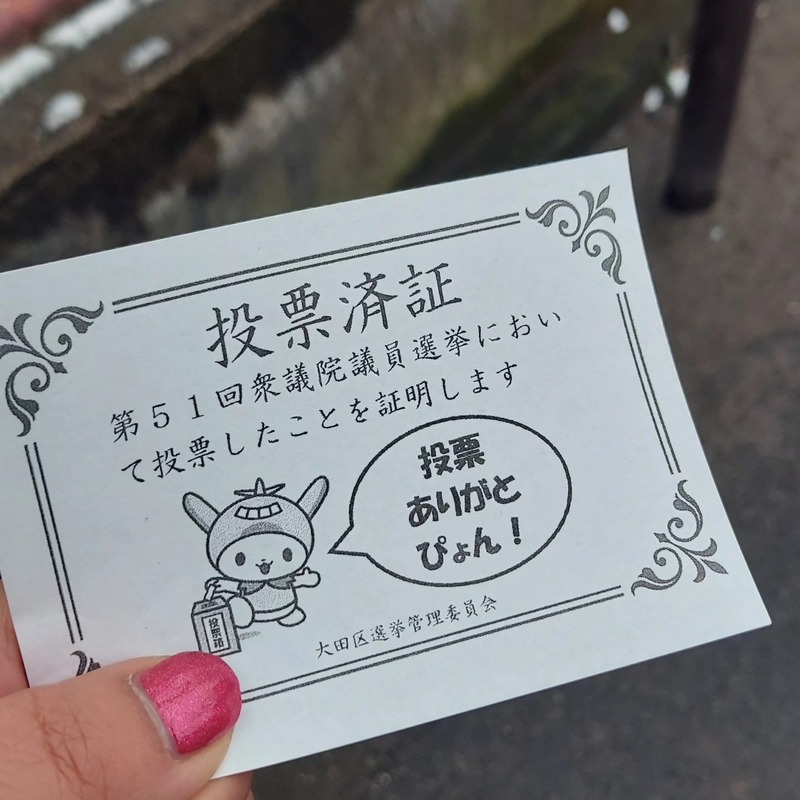 投票済証
第５１回衆議院議員選挙におい
て投票したことを証明します
投票
ありがと
ぴょん！
投票箱
大田区選挙管理委員会